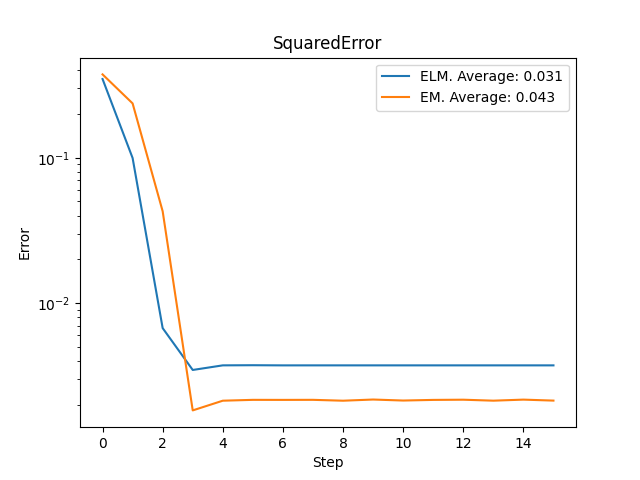 SquaredError
ELM. Average: 0.031
EM. Average: 0.043
Error
10⁻¹
10⁻²
0 2 4 6 8 10 12 14
Step